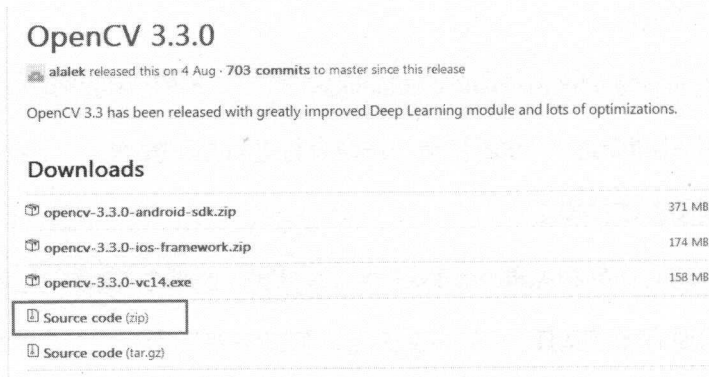 OpenCV 3.3.0
alalek released this on 4 Aug · 703 commits to master since this release
OpenCV 3.3 has been released with greatly improved Deep Learning module and lots of optimizations.
Downloads
opencv-3.3.0-android-sdk.zip 371 MB
opencv-3.3.0-ios-framework.zip 174 MB
opencv-3.3.0-vc14.exe 158 MB
Source code (zip)
Source code (tar.gz)